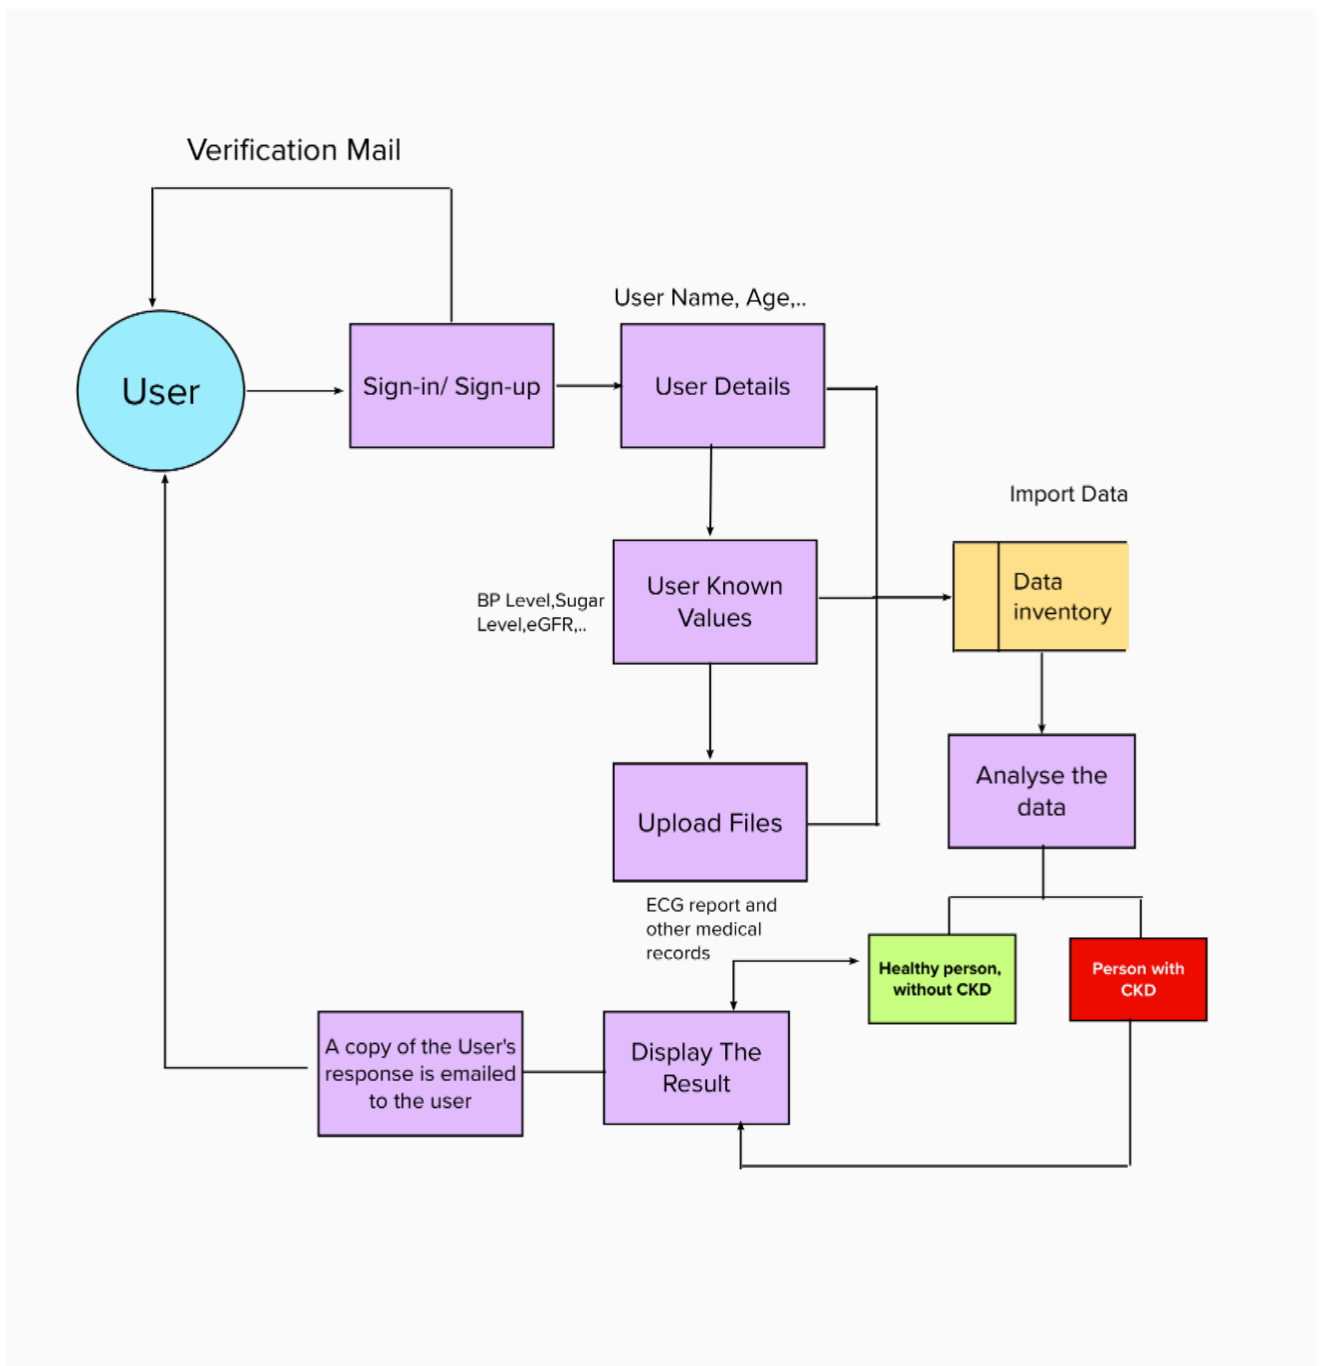 Verification Mail
User Name, Age,..
User
Sign-in/ Sign-up
User Details
Import Data
BP Level,Sugar
Level,eGFR,..
User Known
Values
Data
inventory
Upload Files
Analyse the
data
ECG report and
other medical
records
Healthy person,
without CKD
Person with
CKD
A copy of the User's
response is emailed
to the user
Display The
Result